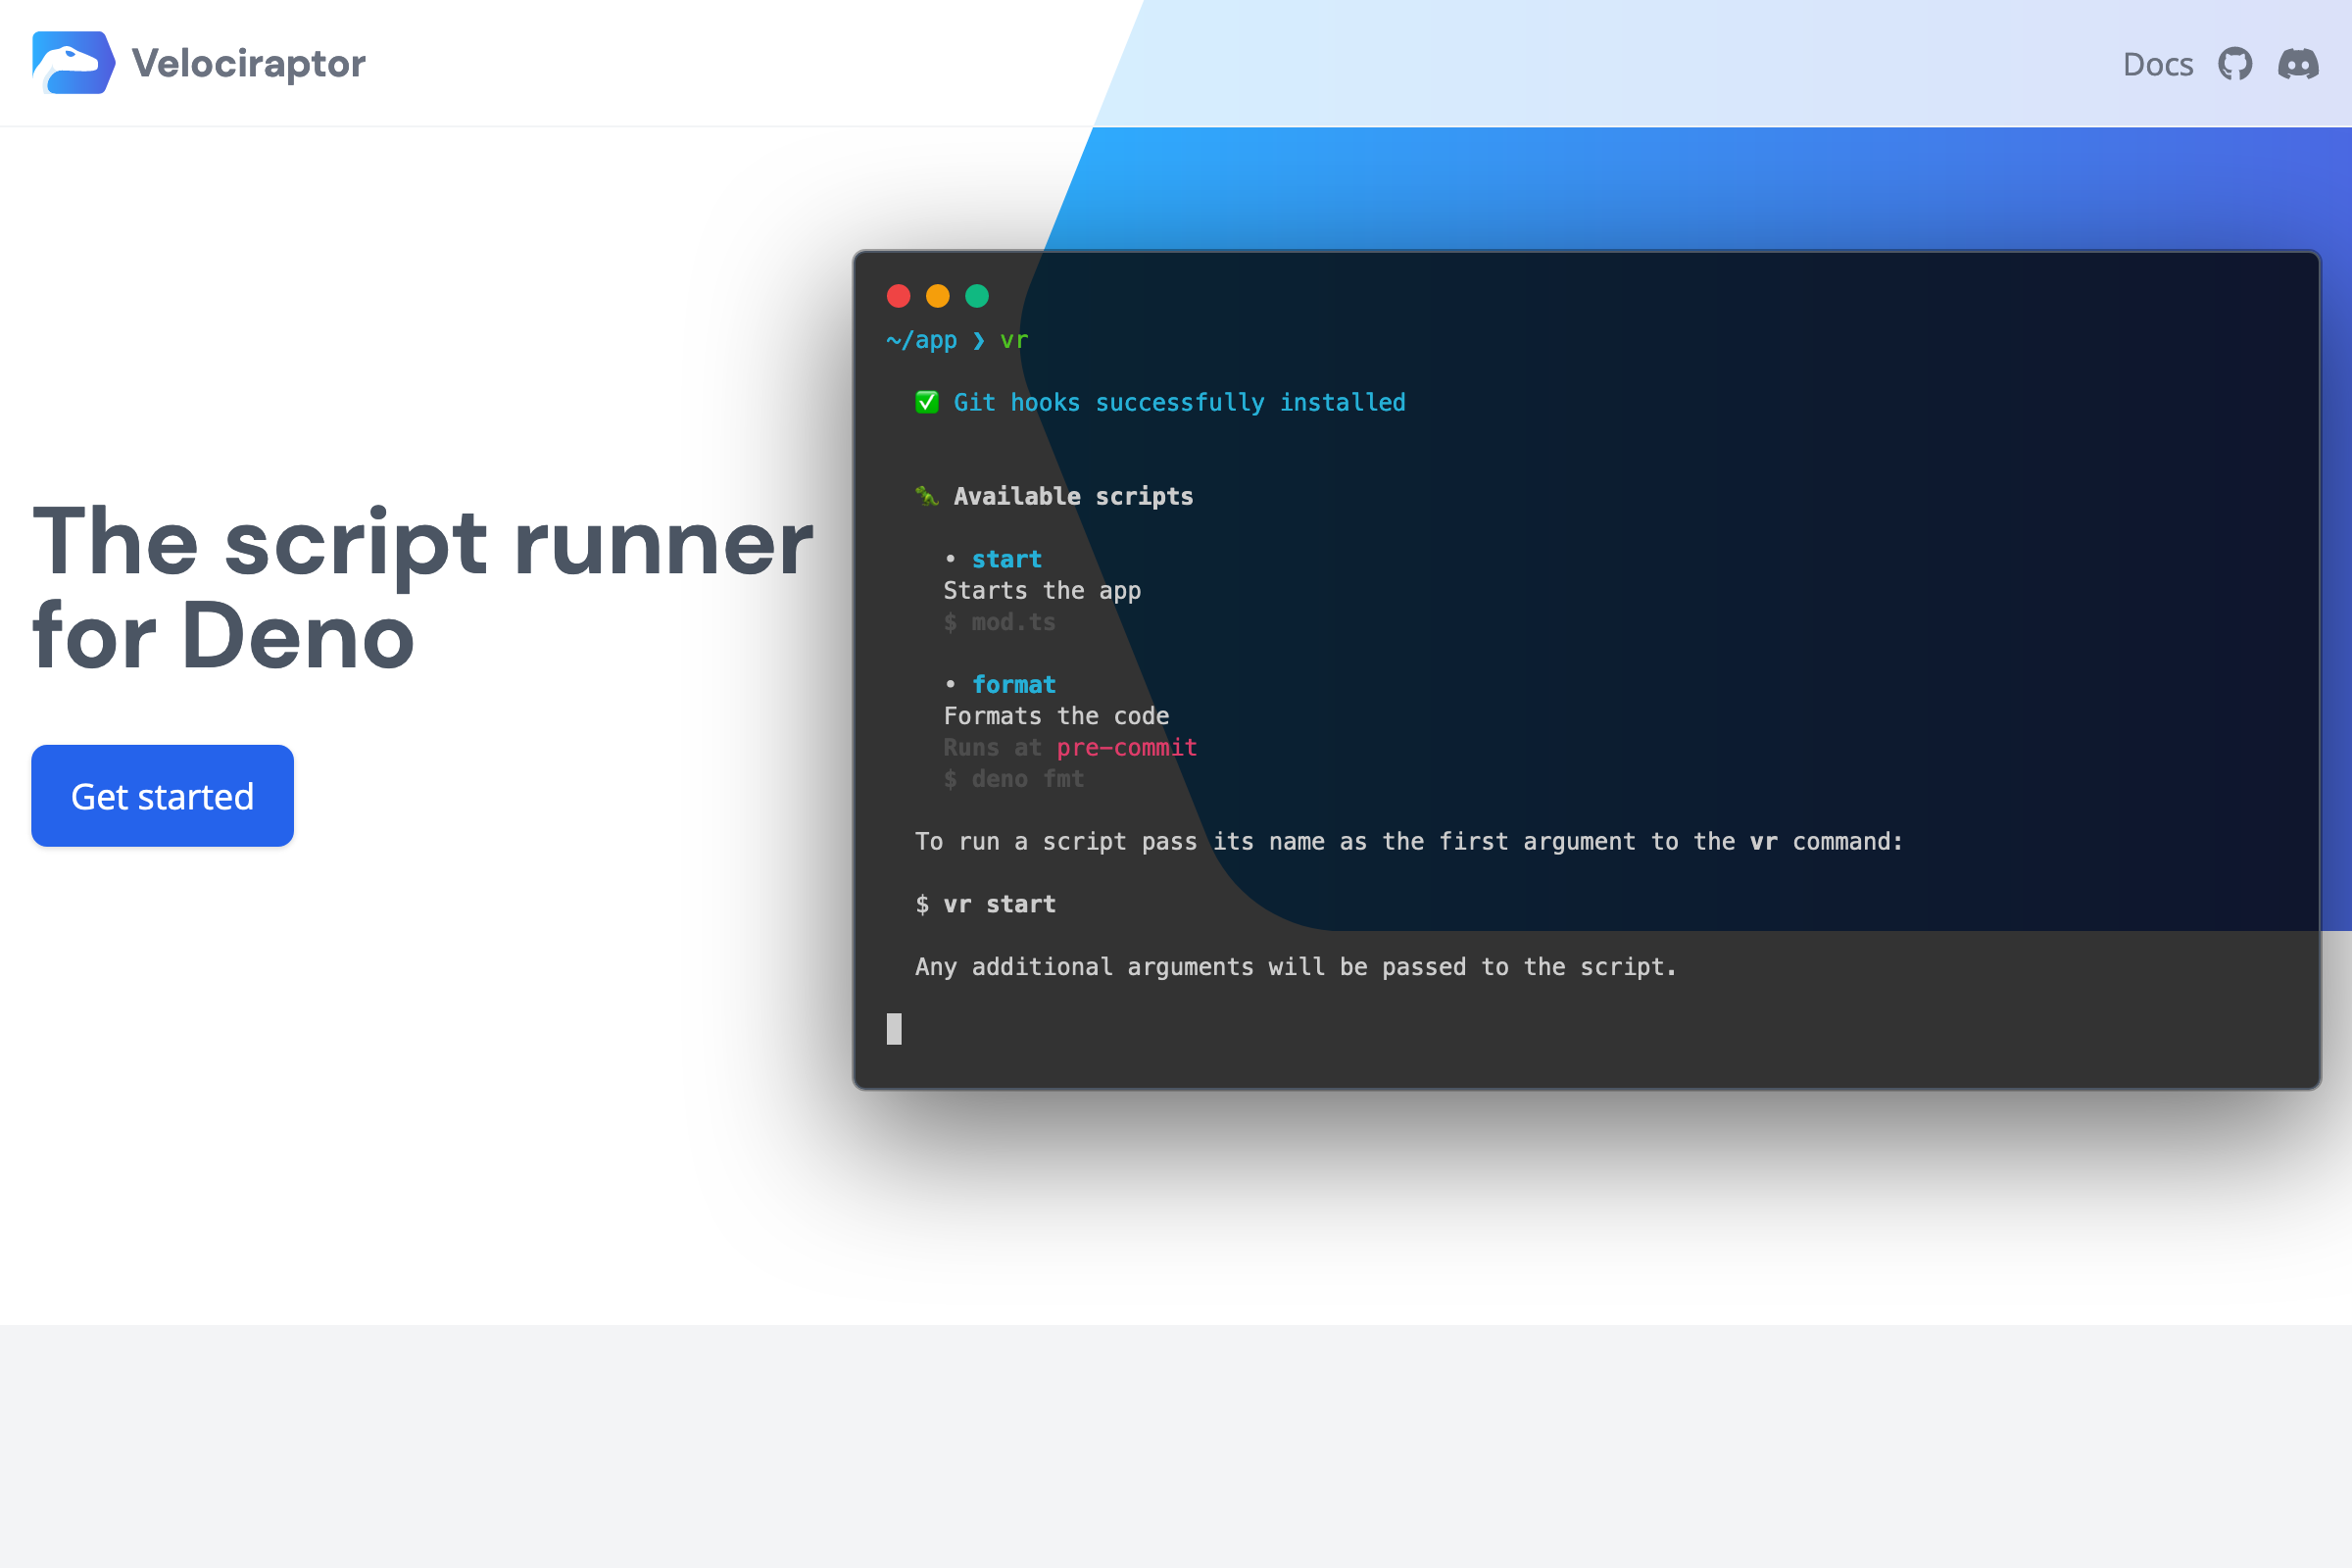 Velociraptor
Docs
The script runner
for Deno
Get started
~/app ❯ vr
✅ Git hooks successfully installed
🦖 Available scripts
• start
Starts the app
$ mod.ts
• format
Formats the code
Runs at pre-commit
$ deno fmt
To run a script pass its name as the first argument to the vr command:
$ vr start
Any additional arguments will be passed to the script.